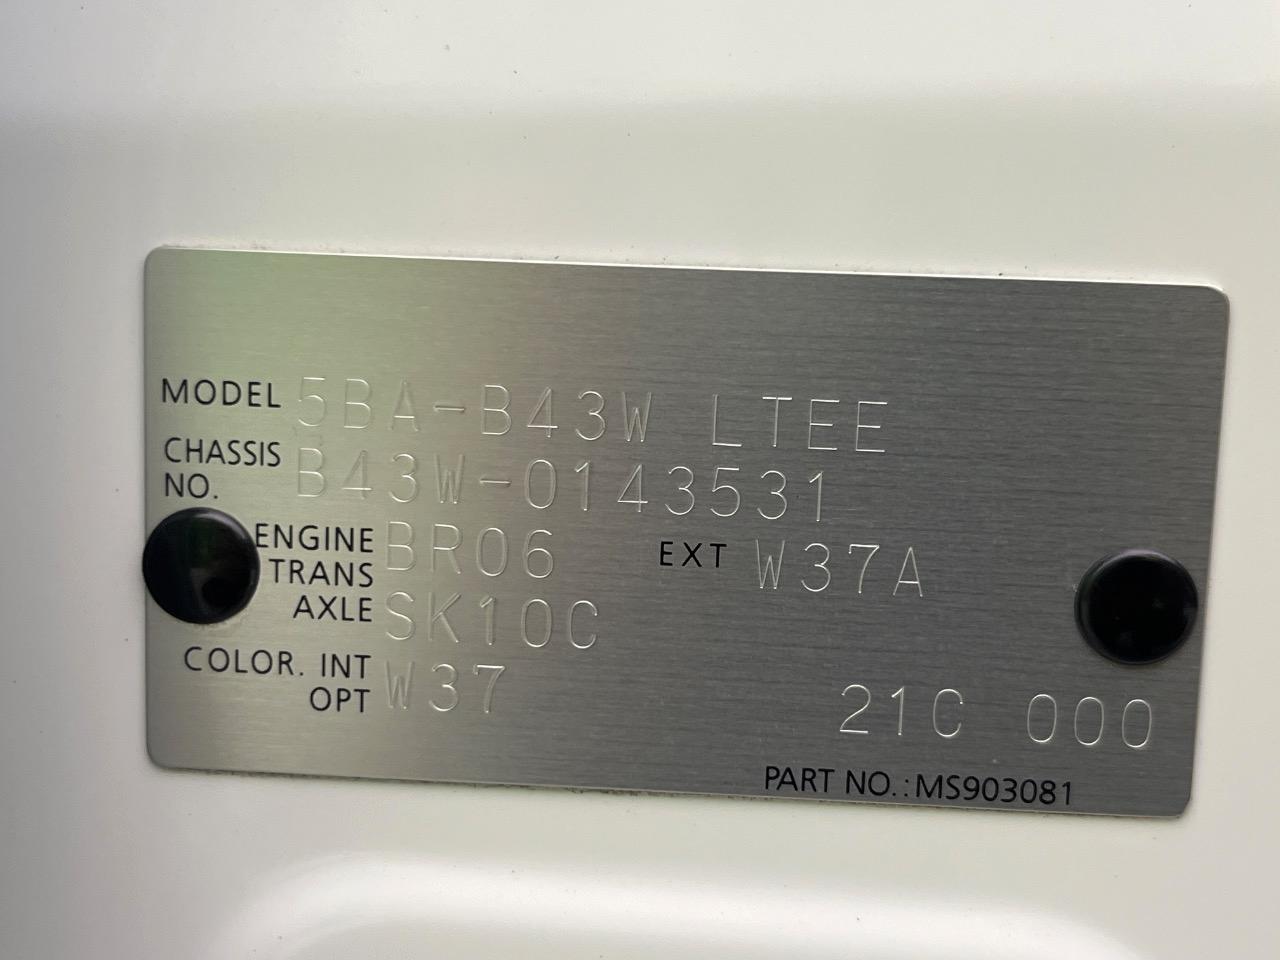 MODEL 5BA-B43W LTEE
CHASSIS NO. B43W-0143531
ENGINE BR06 EXT W37A
TRANS AXLE SK10C
COLOR. INT OPT W37 21C 000
PART NO.:MS903081